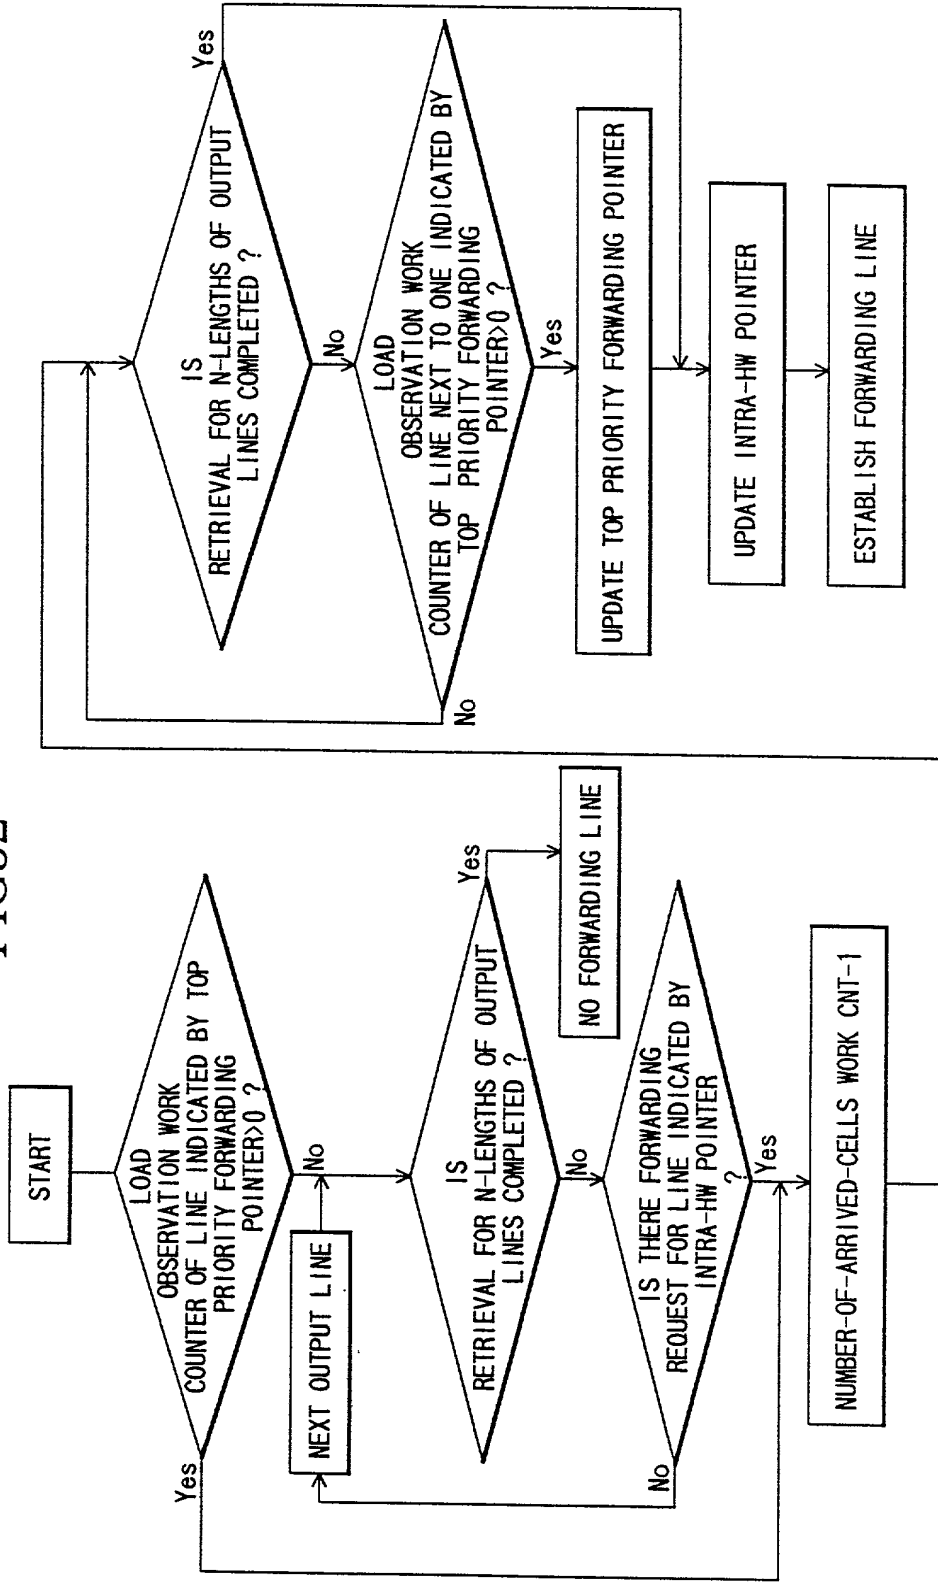 START
LOAD
OBSERVATION WORK
COUNTER OF LINE INDICATED BY TOP
PRIORITY FORWARDING
POINTER>0 ?
Yes
No
NEXT OUTPUT LINE
IS
RETRIEVAL FOR N-LENGTHS OF OUTPUT
LINES COMPLETED ?
Yes
No
NO FORWARDING LINE
IS THERE FORWARDING
REQUEST FOR LINE INDICATED BY
INTRA-HW POINTER
?
No
Yes
NUMBER-OF-ARRIVED-CELLS WORK CNT-1
IS
RETRIEVAL FOR N-LENGTHS OF OUTPUT
LINES COMPLETED ?
Yes
No
LOAD
OBSERVATION WORK
COUNTER OF LINE NEXT TO ONE INDICATED BY
TOP PRIORITY FORWARDING
POINTER>0 ?
No
Yes
UPDATE TOP PRIORITY FORWARDING POINTER
UPDATE INTRA-HW POINTER
ESTABLISH FORWARDING LINE